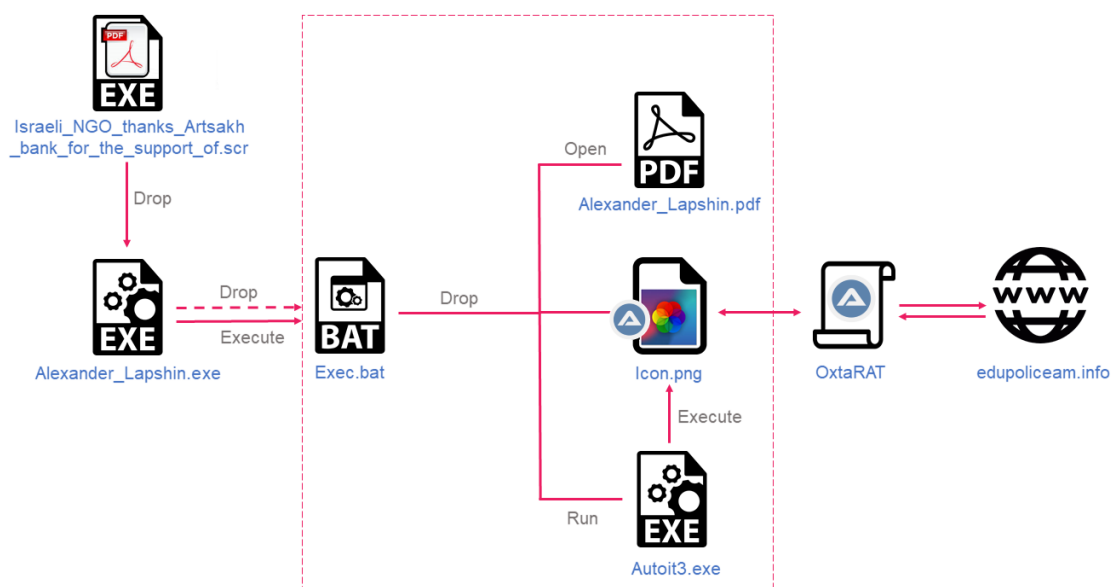 PDF
EXE
Israeli_NGO_thanks_Artsakh
_bank_for_the_support_of.scr
Drop
EXE
Alexander_Lapshin.exe
Drop
Execute
BAT
Exec.bat
Drop
Open
PDF
Alexander_Lapshin.pdf
Icon.png
Execute
Run
EXE
Autoit3.exe
OxtaRAT
www
edupoliceam.info